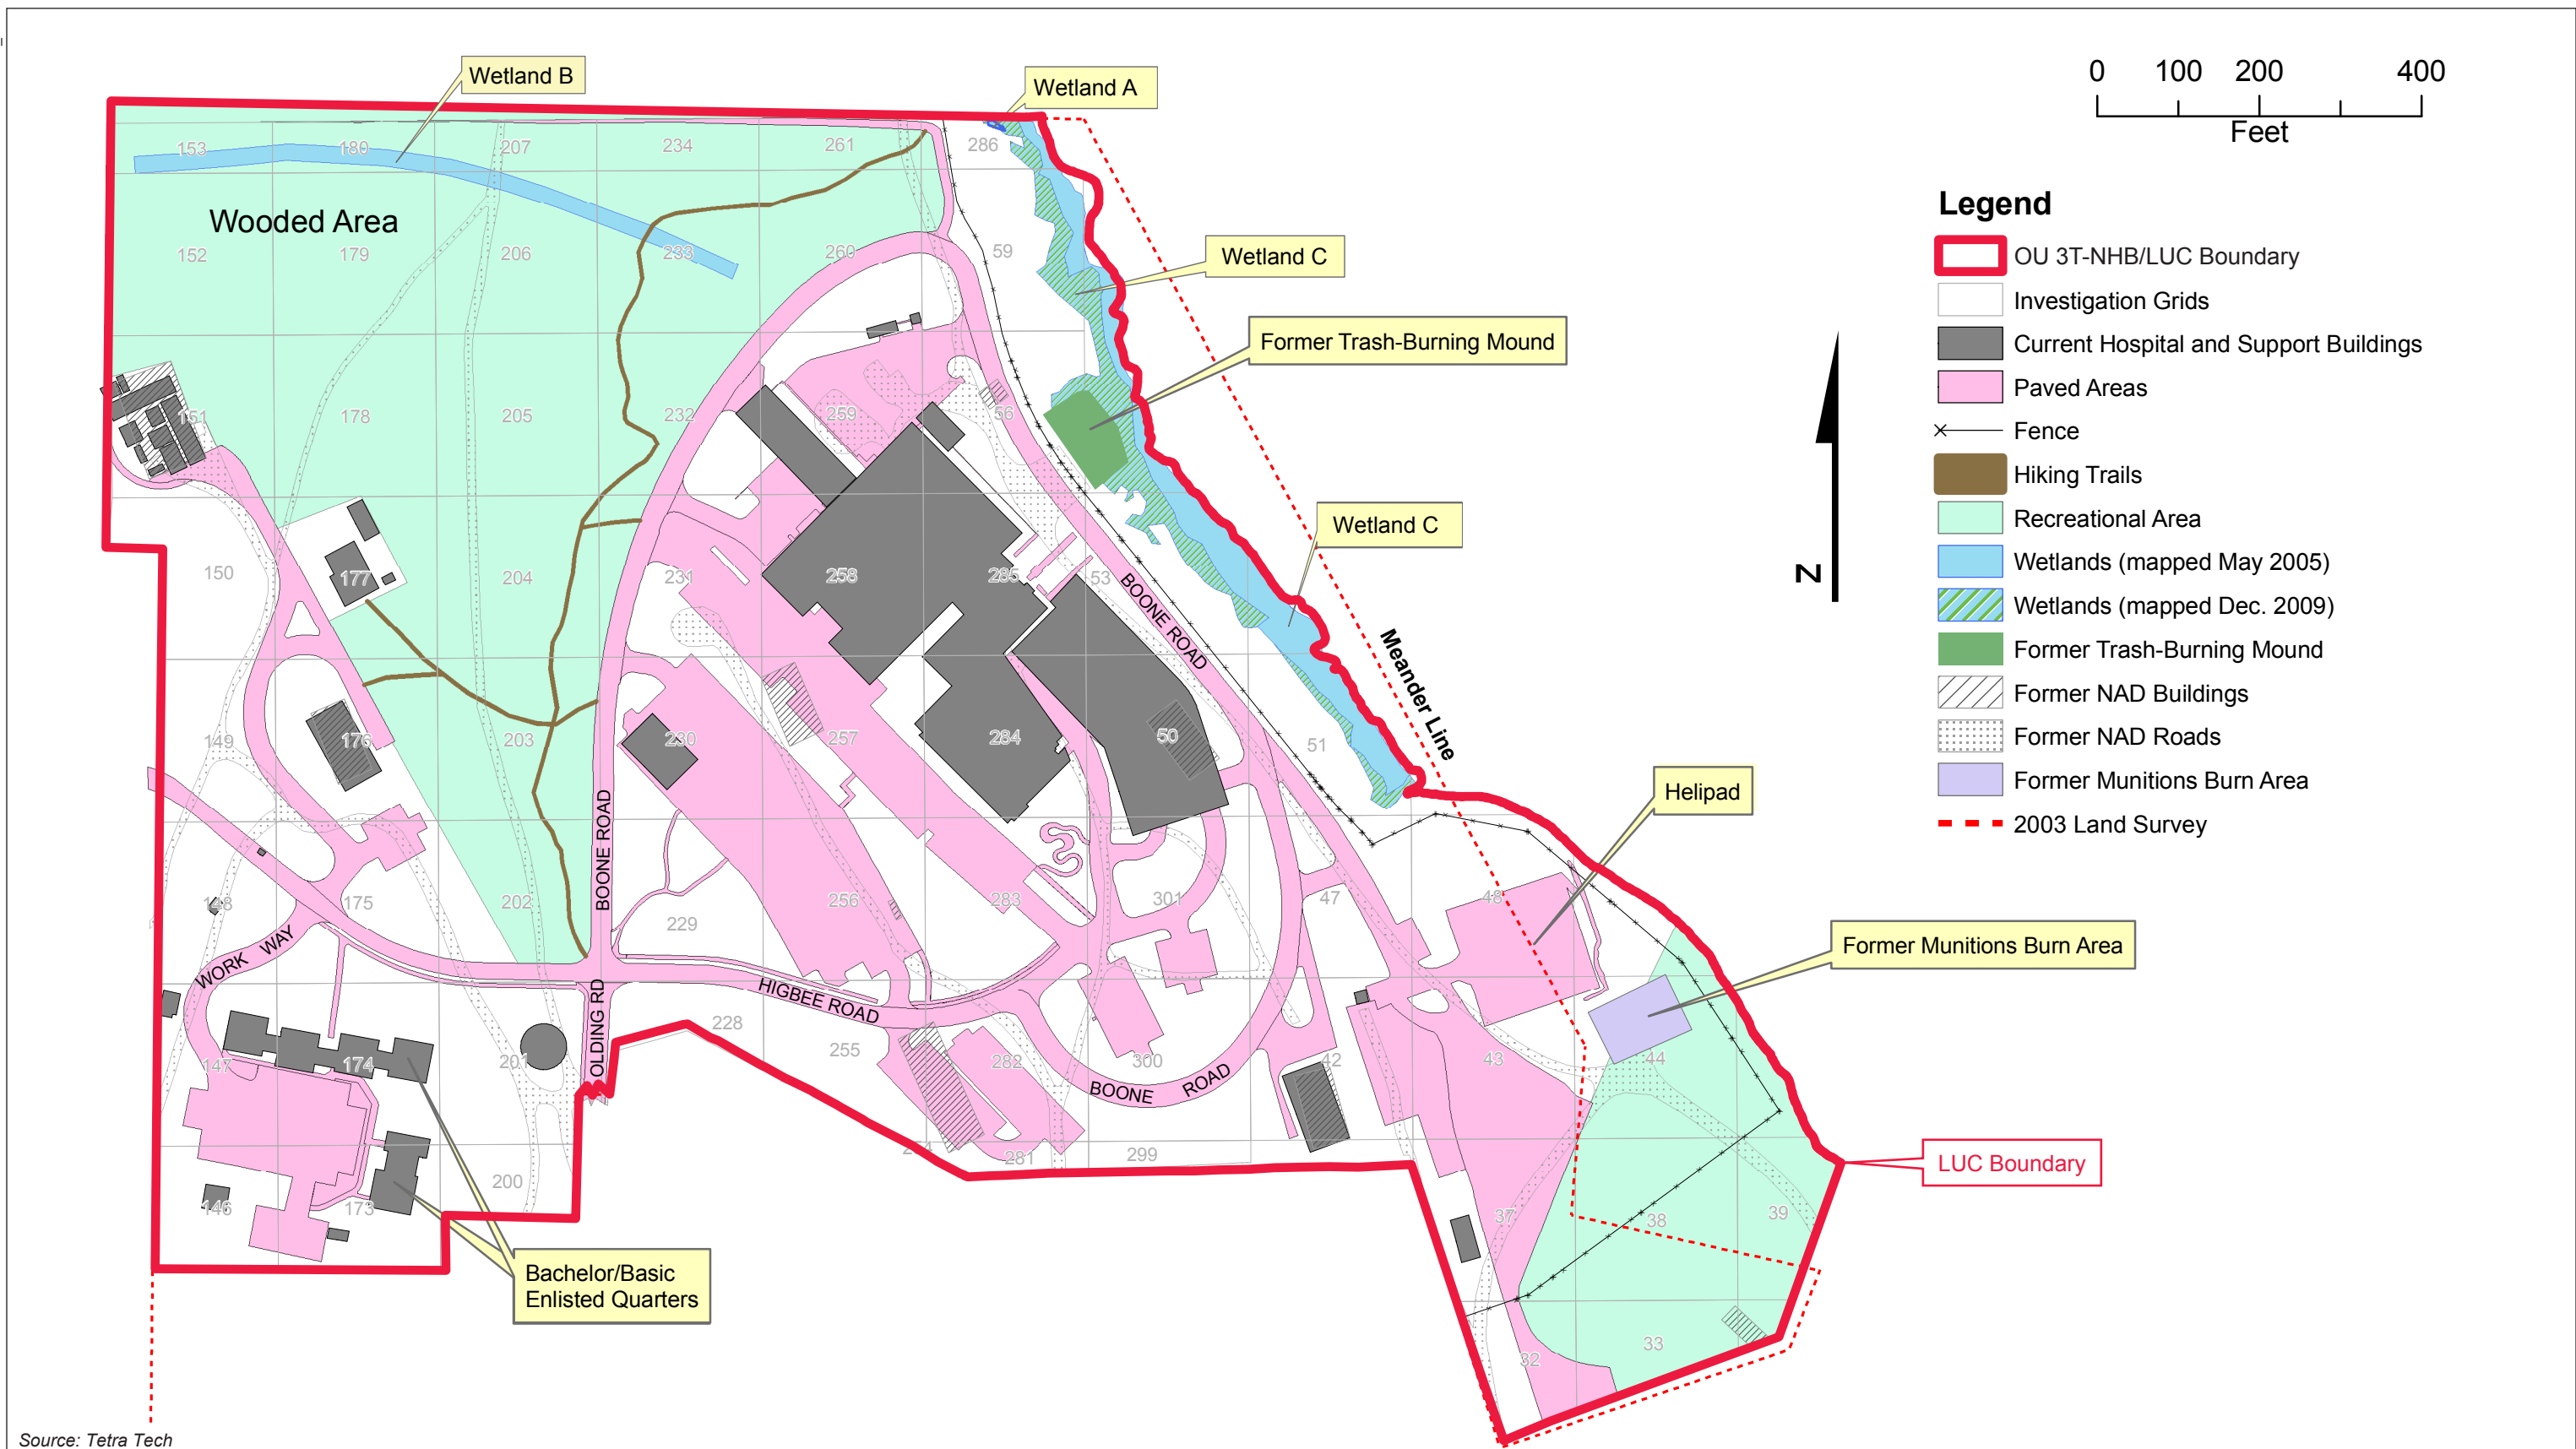 Wetland B
Wetland A
0 100 200 400
Feet
153 180 207 234 261 286
Wooded Area
152 179 206 233 260 59
Wetland C
Former Trash-Burning Mound
151 178 205 232 259 56
Wetland C
150 177 204 231 258 285 53
BOONE ROAD
Meander Line
149 176 203 230 257 284 50 51
Helipad
BOONE ROAD
148 175 202 229 256 283 301 47 48
WORK WAY
Former Munitions Burn Area
OLDING RD
HIGBEE ROAD
147 174 201 228 255 282 300 42 43 44
BOONE ROAD
LUC Boundary
146 173 200 281 299 37 38 39
Bachelor/Basic
Enlisted Quarters
32 33
N
Legend
OU 3T-NHB/LUC Boundary
Investigation Grids
Current Hospital and Support Buildings
Paved Areas
Fence
Hiking Trails
Recreational Area
Wetlands (mapped May 2005)
Wetlands (mapped Dec. 2009)
Former Trash-Burning Mound
Former NAD Buildings
Former NAD Roads
Former Munitions Burn Area
2003 Land Survey
Source: Tetra Tech